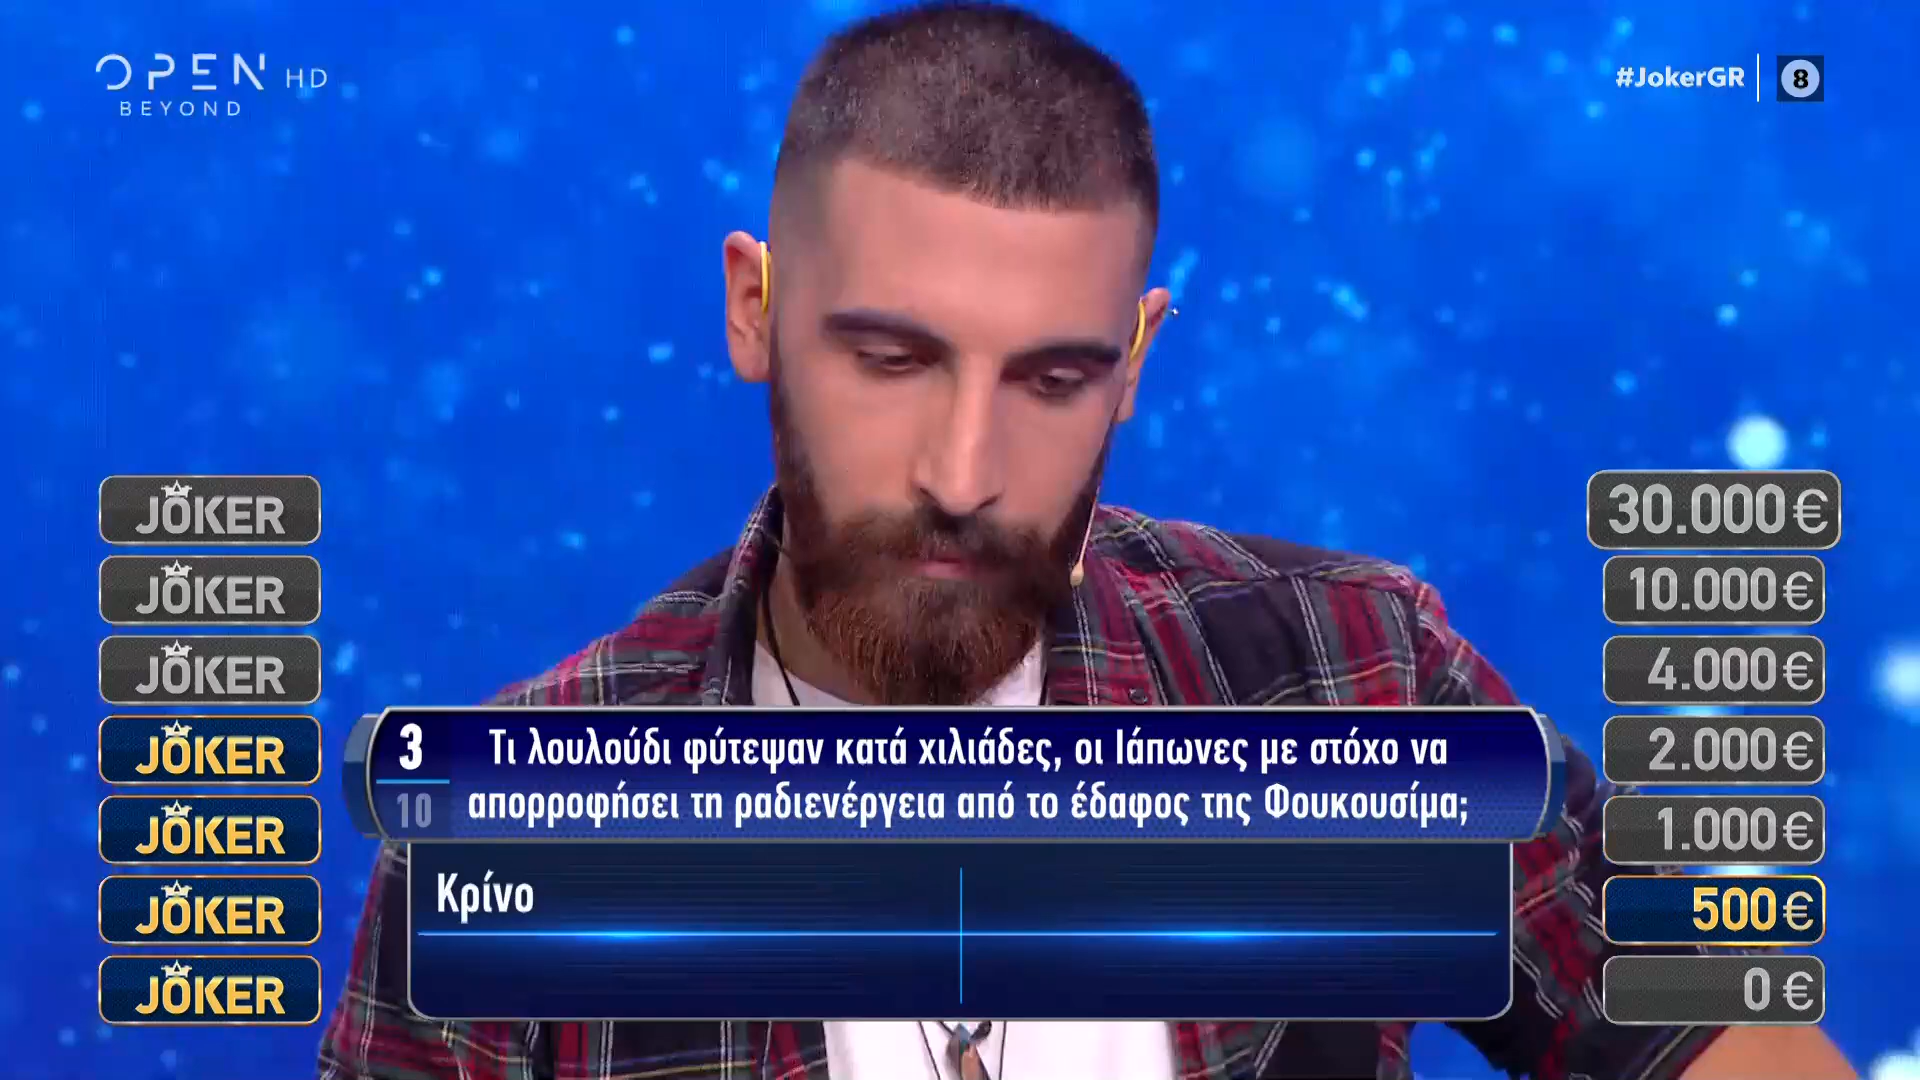 OPEN HD
BEYOND
#JokerGR
8
JOKER
JOKER
JOKER
JOKER
JOKER
JOKER
JOKER
30.000€
10.000€
4.000€
2.000€
1.000€
500€
0€
3
10
Τι λουλούδι φύτεψαν κατά χιλιάδες, οι Ιάπωνες με στόχο να
απορροφήσει τη ραδιενέργεια από το έδαφος της Φουκουσίμα;
Κρίνο